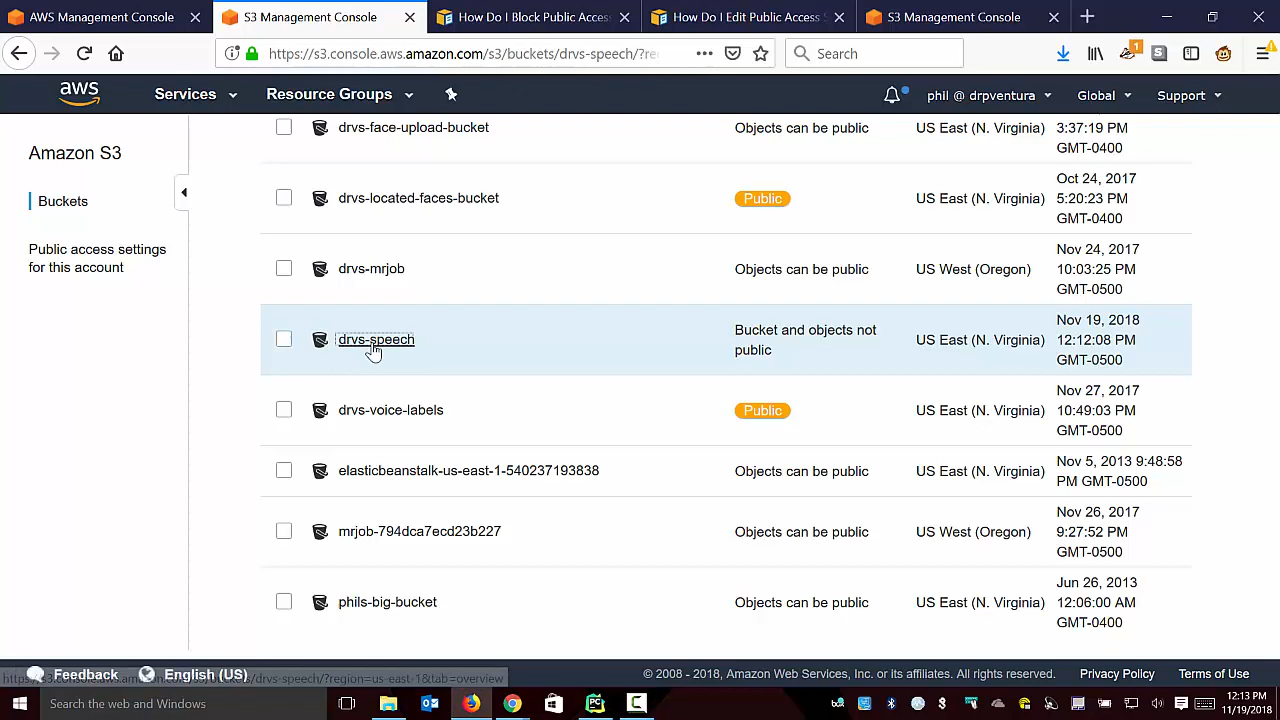 AWS Management Console
S3 Management Console
How Do I Block Public Acces
How Do I Edit Public Access S
S3 Management Console
https://s3.console.aws.amazon.com/s3/buckets/drvs-speech/?re
Search
1
aws
Services
Resource Groups
phil @ drpventura
Global
Support
Amazon S3
Buckets
Public access settings
for this account
drvs-face-upload-bucket
Objects can be public
US East (N. Virginia)
3:37:19 PM
GMT-0400
drvs-located-faces-bucket
Public
US East (N. Virginia)
Oct 24, 2017
5:20:23 PM
GMT-0400
drvs-mrjob
Objects can be public
US West (Oregon)
Nov 24, 2017
10:03:25 PM
GMT-0500
drvs-speech
Bucket and objects not
public
US East (N. Virginia)
Nov 19, 2018
12:12:08 PM
GMT-0500
drvs-voice-labels
Public
US East (N. Virginia)
Nov 27, 2017
10:49:03 PM
GMT-0500
elasticbeanstalk-us-east-1-540237193838
Objects can be public
US East (N. Virginia)
Nov 5, 2013 9:48:58
PM GMT-0500
mrjob-794dca7ecd23b227
Objects can be public
US West (Oregon)
Nov 26, 2017
9:27:52 PM
GMT-0500
phils-big-bucket
Objects can be public
US East (N. Virginia)
Jun 26, 2013
12:06:00 AM
GMT-0400
Feedback
English (US)
© 2008 - 2018, Amazon Web Services, Inc. or its affiliates. All rights reserved.
Privacy Policy
Terms of Use
Search the web and Windows
12:13 PM
11/19/2018